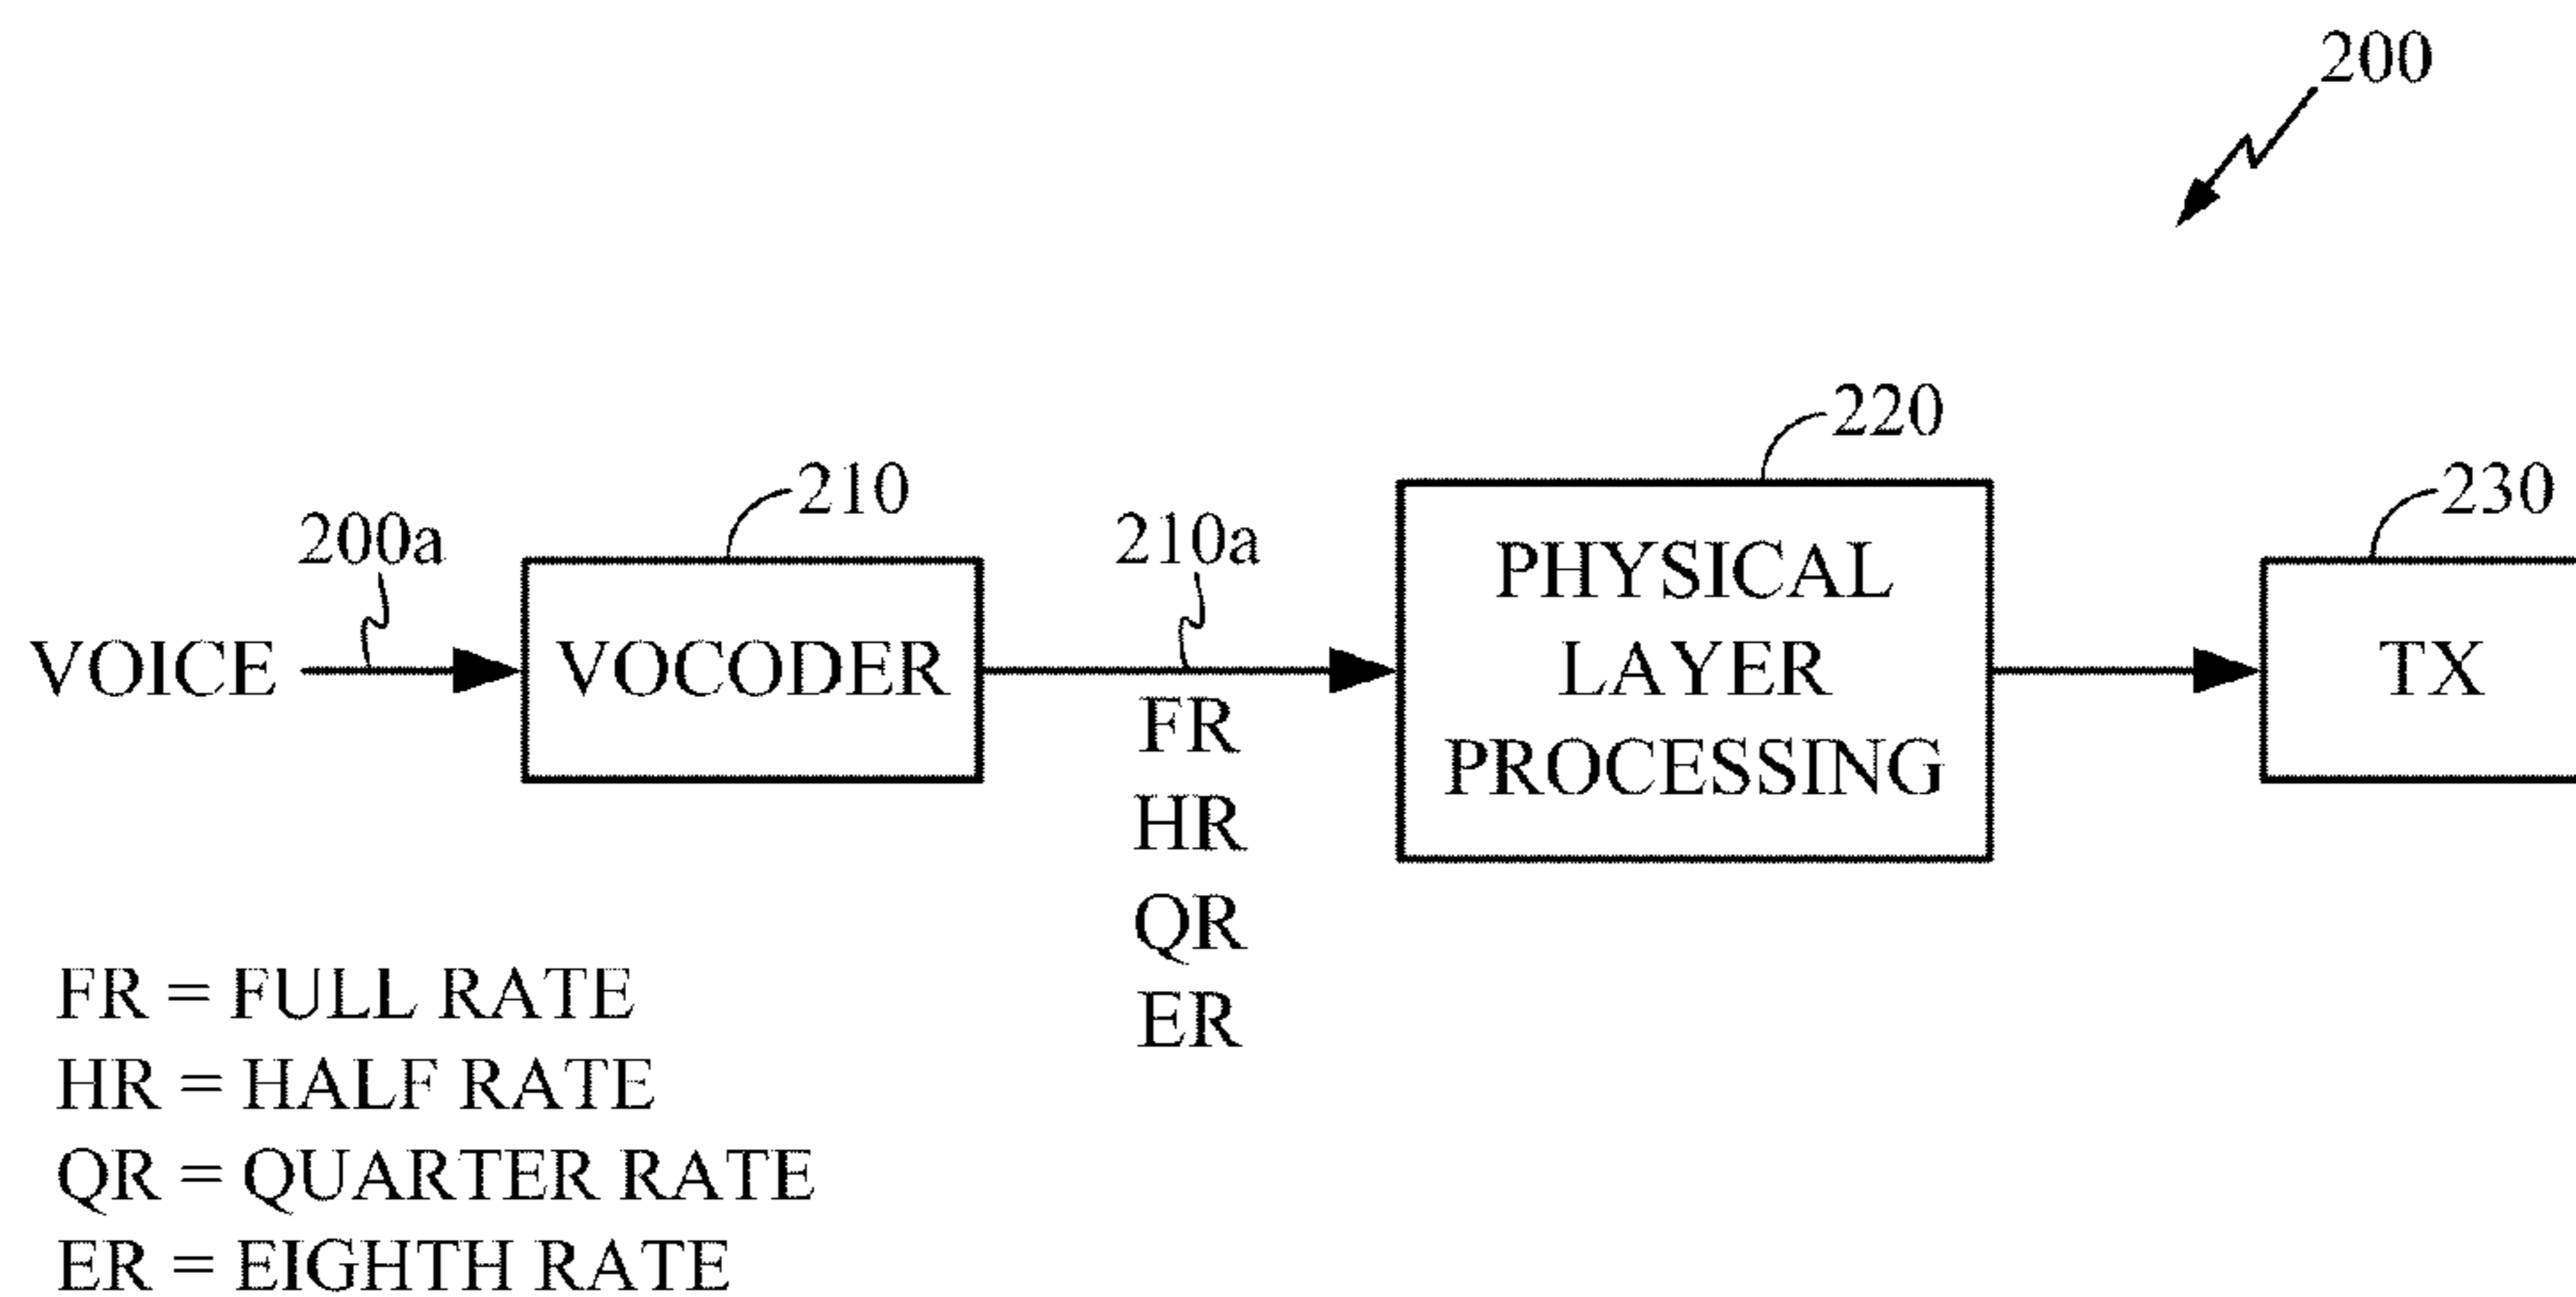 200
220
210
230
200a
210a
VOICE
VOCODER
PHYSICAL
LAYER
PROCESSING
TX
FR
HR
QR
ER
FR = FULL RATE
HR = HALF RATE
QR = QUARTER RATE
ER = EIGHTH RATE